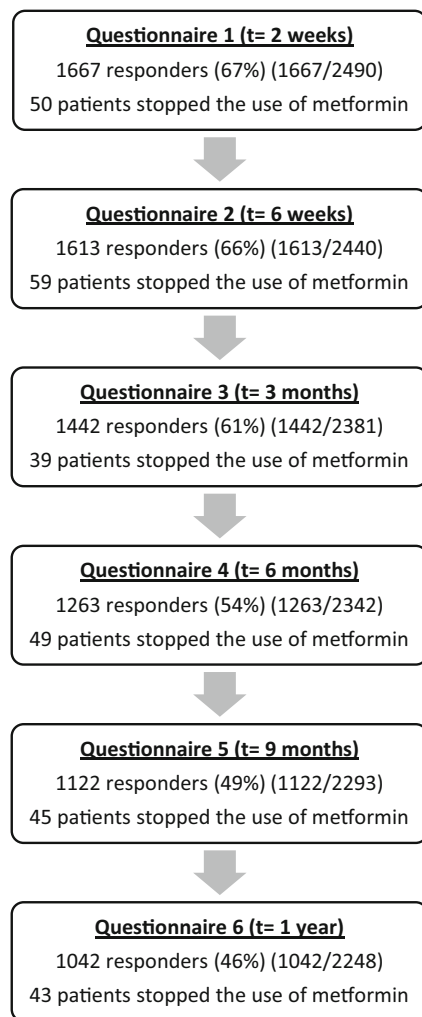 Questionnaire 1 (t= 2 weeks)
1667 responders (67%) (1667/2490)
50 patients stopped the use of metformin
Questionnaire 2 (t= 6 weeks)
1613 responders (66%) (1613/2440)
59 patients stopped the use of metformin
Questionnaire 3 (t= 3 months)
1442 responders (61%) (1442/2381)
39 patients stopped the use of metformin
Questionnaire 4 (t= 6 months)
1263 responders (54%) (1263/2342)
49 patients stopped the use of metformin
Questionnaire 5 (t= 9 months)
1122 responders (49%) (1122/2293)
45 patients stopped the use of metformin
Questionnaire 6 (t= 1 year)
1042 responders (46%) (1042/2248)
43 patients stopped the use of metformin